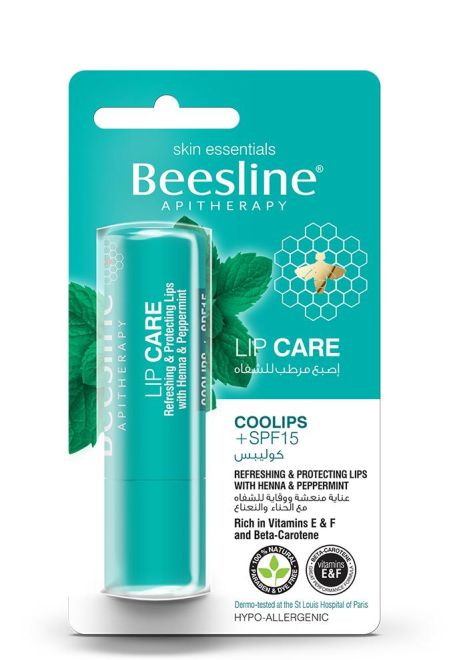 skin essentials
Beesline®
APITHERAPY
Beesline
APITHERAPY
LIP CARE
Refreshing & Protecting Lips
with Henna & Peppermint
COOLIPS + SPF15
LIP CARE
إصبع مرطب للشفاه
COOLIPS
+SPF15
كوليبس
REFRESHING & PROTECTING LIPS
WITH HENNA & PEPPERMINT
عناية منعشة ووقاية للشفاه
مع الحناء والنعناع
Rich in Vitamins E & F
and Beta-Carotene
100% NATURAL
PARABEN & DYE FREE
BETA-CAROTENE
vitamins
E&F
Dermo-tested at the St Louis Hospital of Paris
HYPO-ALLERGENIC